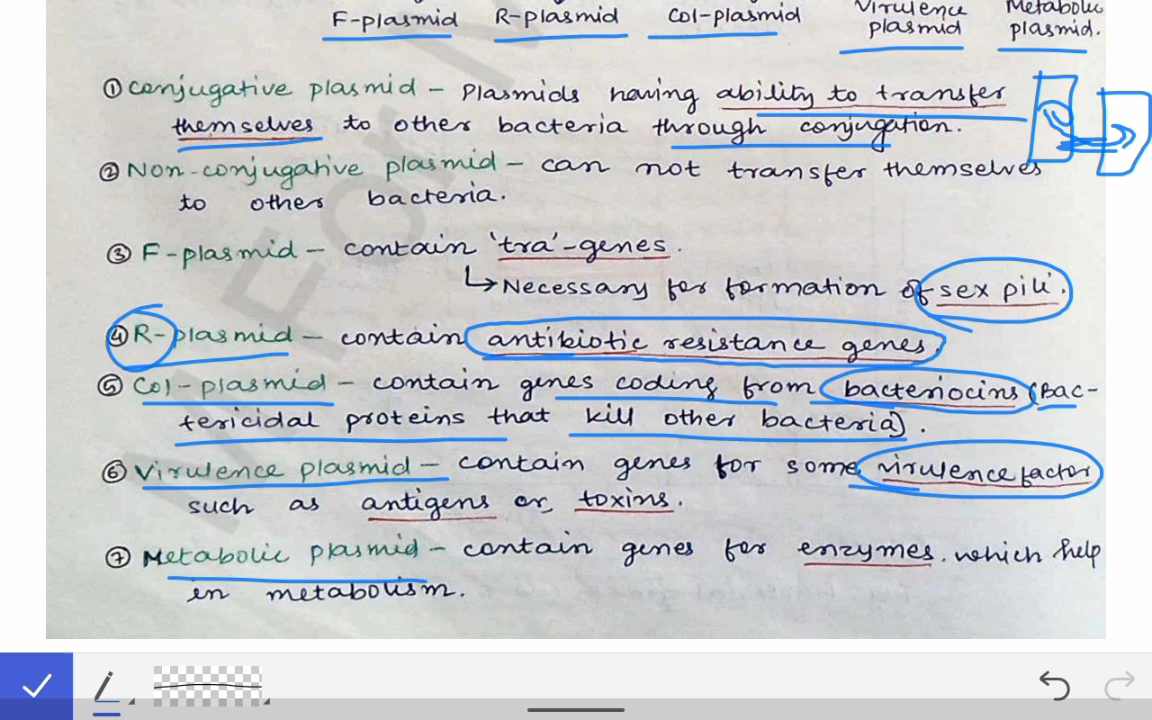 F-plasmid R-plasmid Col-plasmid Virulence plasmid Metabolic plasmid.
① Conjugative plasmid – Plasmids having ability to transfer
themselves to other bacteria through conjugation.
② Non-conjugative plasmid – can not transfer themselves
to other bacteria.
③ F-plasmid – contain 'tra'-genes.
↳ Necessary for formation of sex pili.
④ R-plasmid – contain antibiotic resistance genes.
⑤ Col-plasmid – contain genes coding from bacteriocins (Bac-
tericidal proteins that kill other bacteria).
⑥ Virulence plasmid – contain genes for some virulence factor
such as antigens or, toxins.
⑦ Metabolic plasmid – contain genes for enzymes. which help
in metabolism.